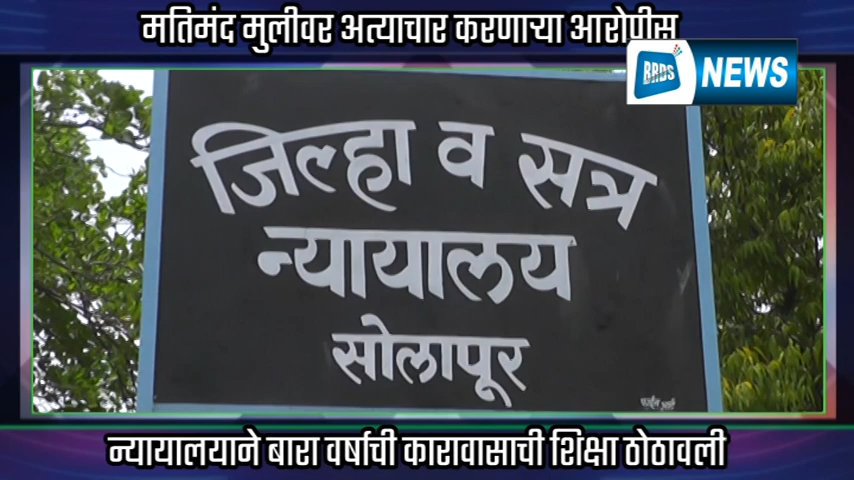 मतिमंद मुलीवर अत्याचार करणाऱ्या आरोपीस
BRDS NEWS
जिल्हा व सत्र
न्यायालय
सोलापूर
न्यायालयाने बारा वर्षाची कारावासाची शिक्षा ठोठावली